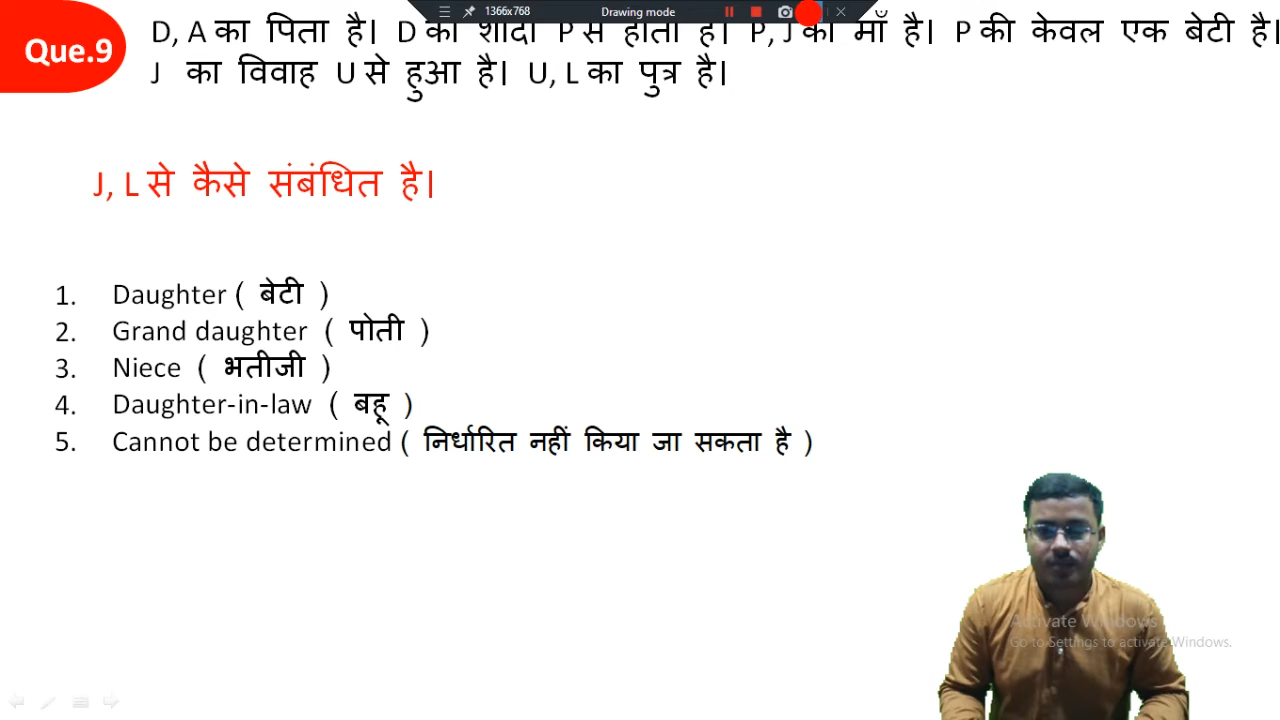 1366x768 Drawing mode
Que.9
D, A का पिता है। D की शादी P से होती है। P, J की माँ है। P की केवल एक बेटी है।
J का विवाह U से हुआ है। U, L का पुत्र है।
J, L से कैसे संबंधित है।
1. Daughter ( बेटी )
2. Grand daughter ( पोती )
3. Niece ( भतीजी )
4. Daughter-in-law ( बहू )
5. Cannot be determined ( निर्धारित नहीं किया जा सकता है )
Activate Windows
Go to Settings to activate Windows.